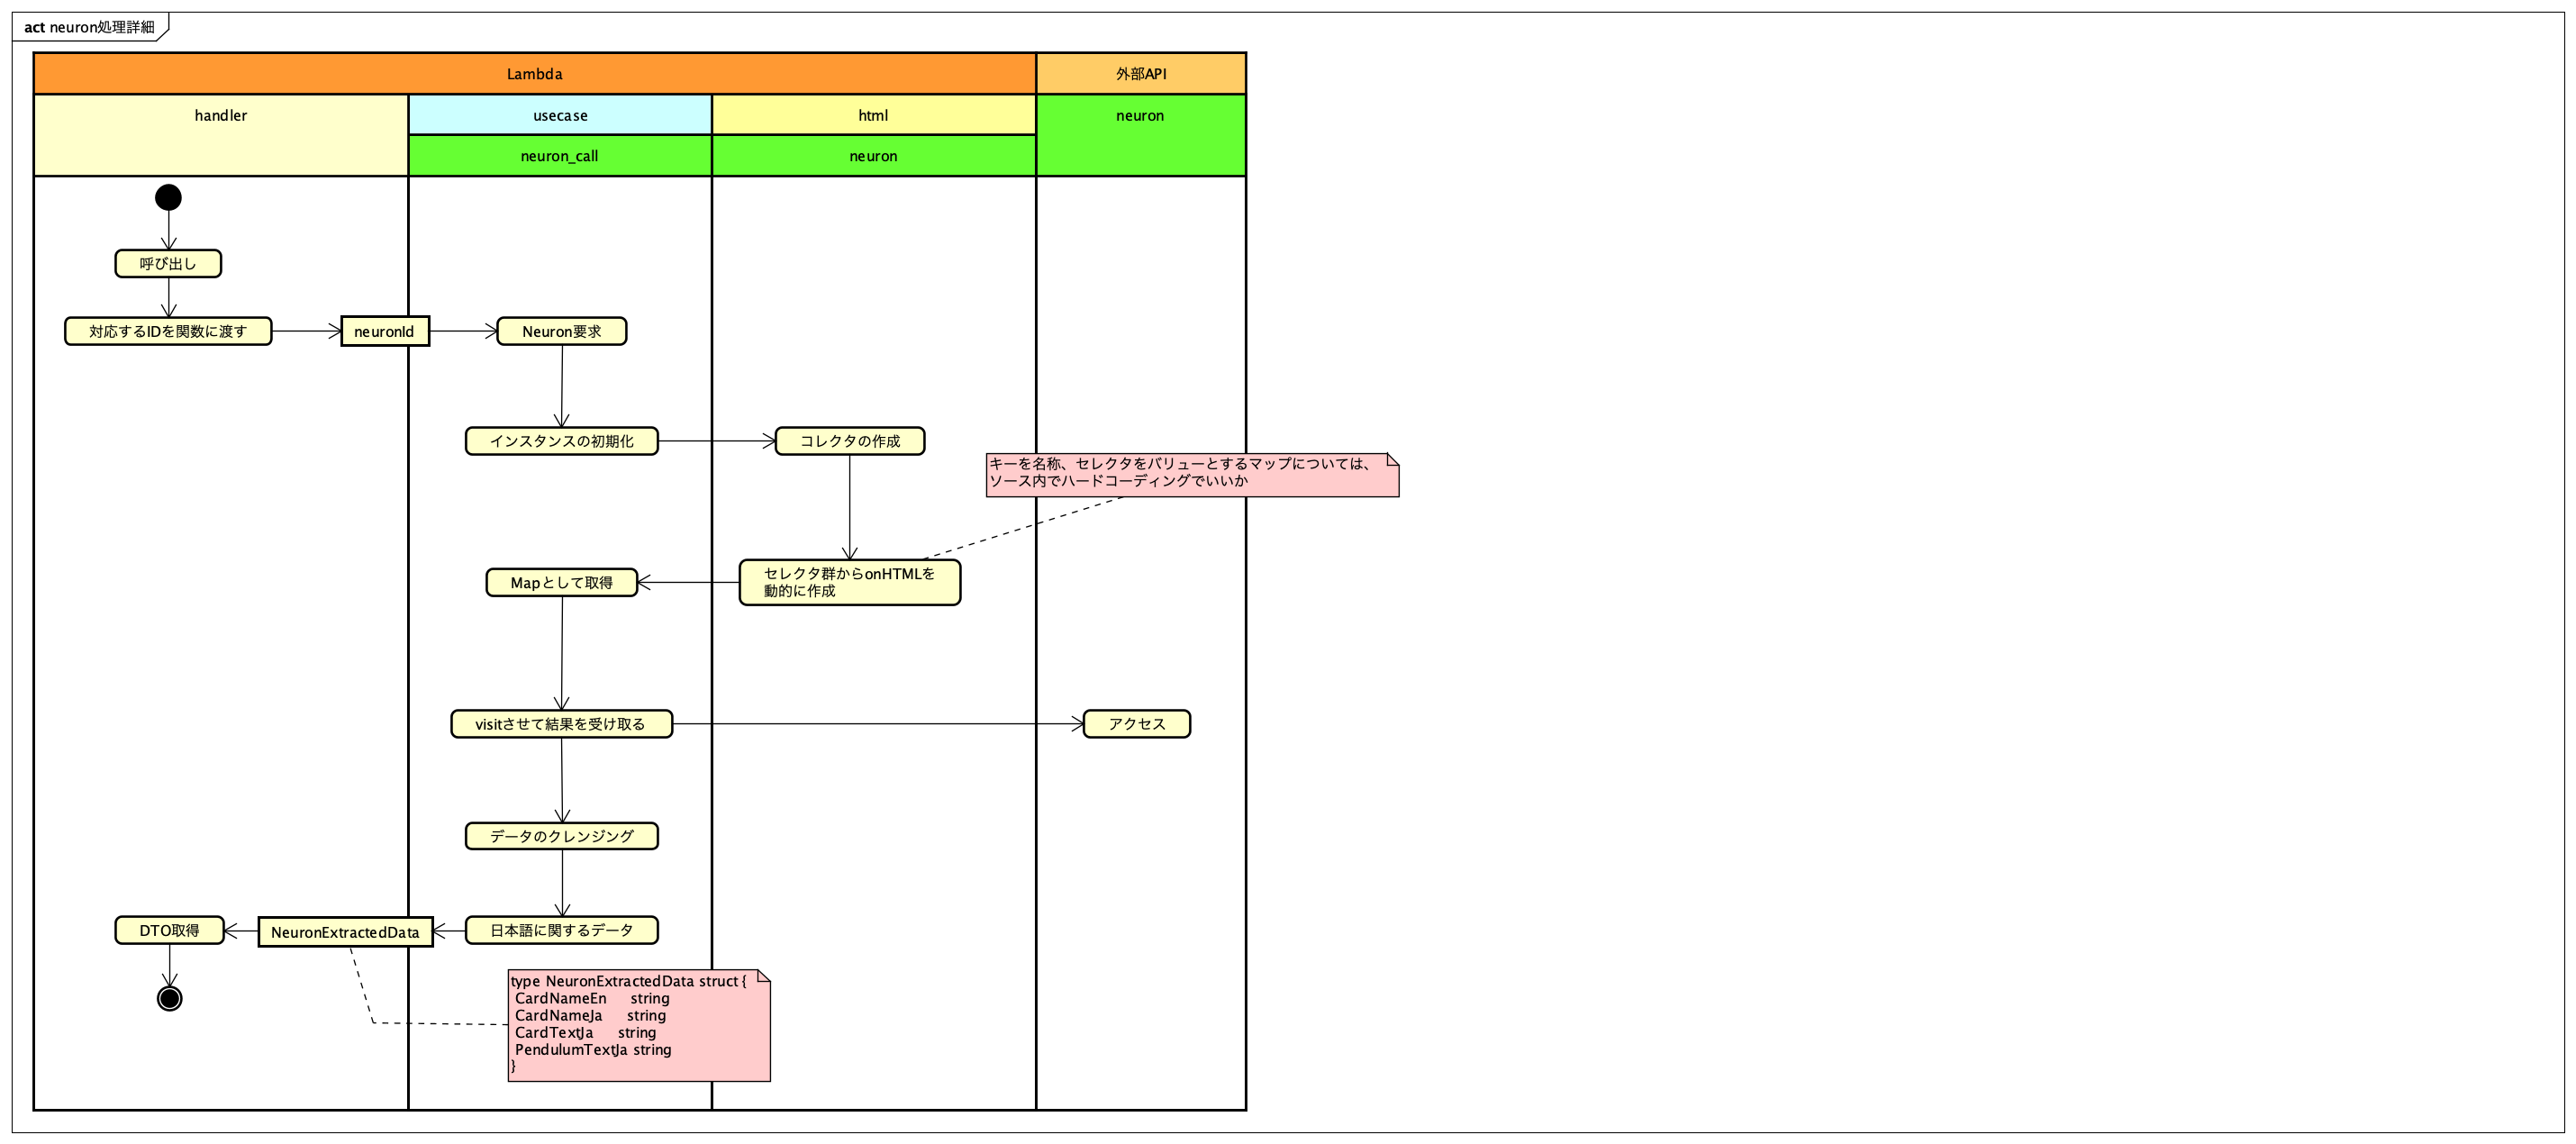 act neuron処理詳細
Lambda
外部API
handler
usecase
html
neuron
neuron_call
neuron
呼び出し
対応するIDを関数に渡す
neuronId
Neuron要求
インスタンスの初期化
コレクタの作成
キーを名称、セレクタをバリューとするマップについては、
ソース内でハードコーディングでいいか
Mapとして取得
セレクタ群からonHTMLを
動的に作成
visitさせて結果を受け取る
アクセス
データのクレンジング
DTO取得
NeuronExtractedData
日本語に関するデータ
type NeuronExtractedData struct {
CardNameEn string
CardNameJa string
CardTextJa string
PendulumTextJa string
}